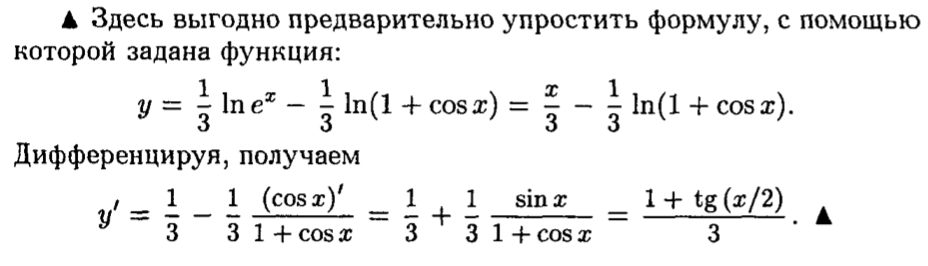 ▲ Здесь выгодно предварительно упростить формулу, с помощью
которой задана функция:
y = \frac{1}{3} \ln e^x − \frac{1}{3} \ln(1 + \cos x) = \frac{x}{3} − \frac{1}{3} \ln(1 + \cos x).
Дифференцируя, получаем
y′ = \frac{1}{3} − \frac{1}{3} \frac{(\cos x)′}{1 + \cos x} = \frac{1}{3} + \frac{1}{3} \frac{\sin x}{1 + \cos x} = \frac{1 + tg (x/2)}{3}. ▲